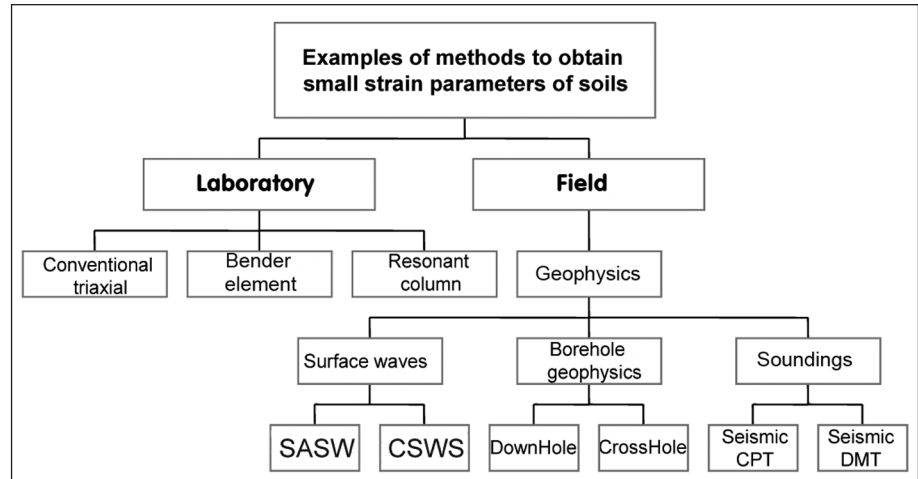 Examples of methods to obtain
small strain parameters of soils
Laboratory
Field
Conventional
triaxial
Bender
element
Resonant
column
Geophysics
Surface waves
Borehole
geophysics
Soundings
SASW
CSWS
DownHole
CrossHole
Seismic
CPT
Seismic
DMT